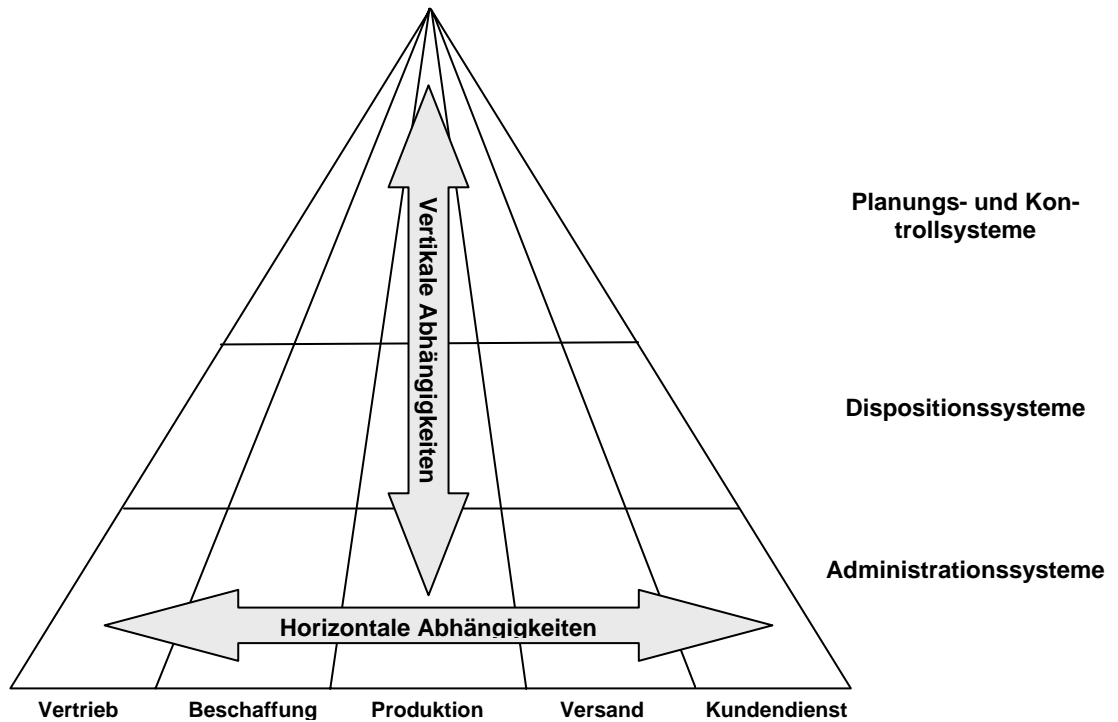 Planungs- und Kon-
trollsysteme
Vertikale Abhängigkeiten
Dispositionssysteme
Administrationssysteme
Horizontale Abhängigkeiten
Vertrieb Beschaffung Produktion Versand Kundendienst